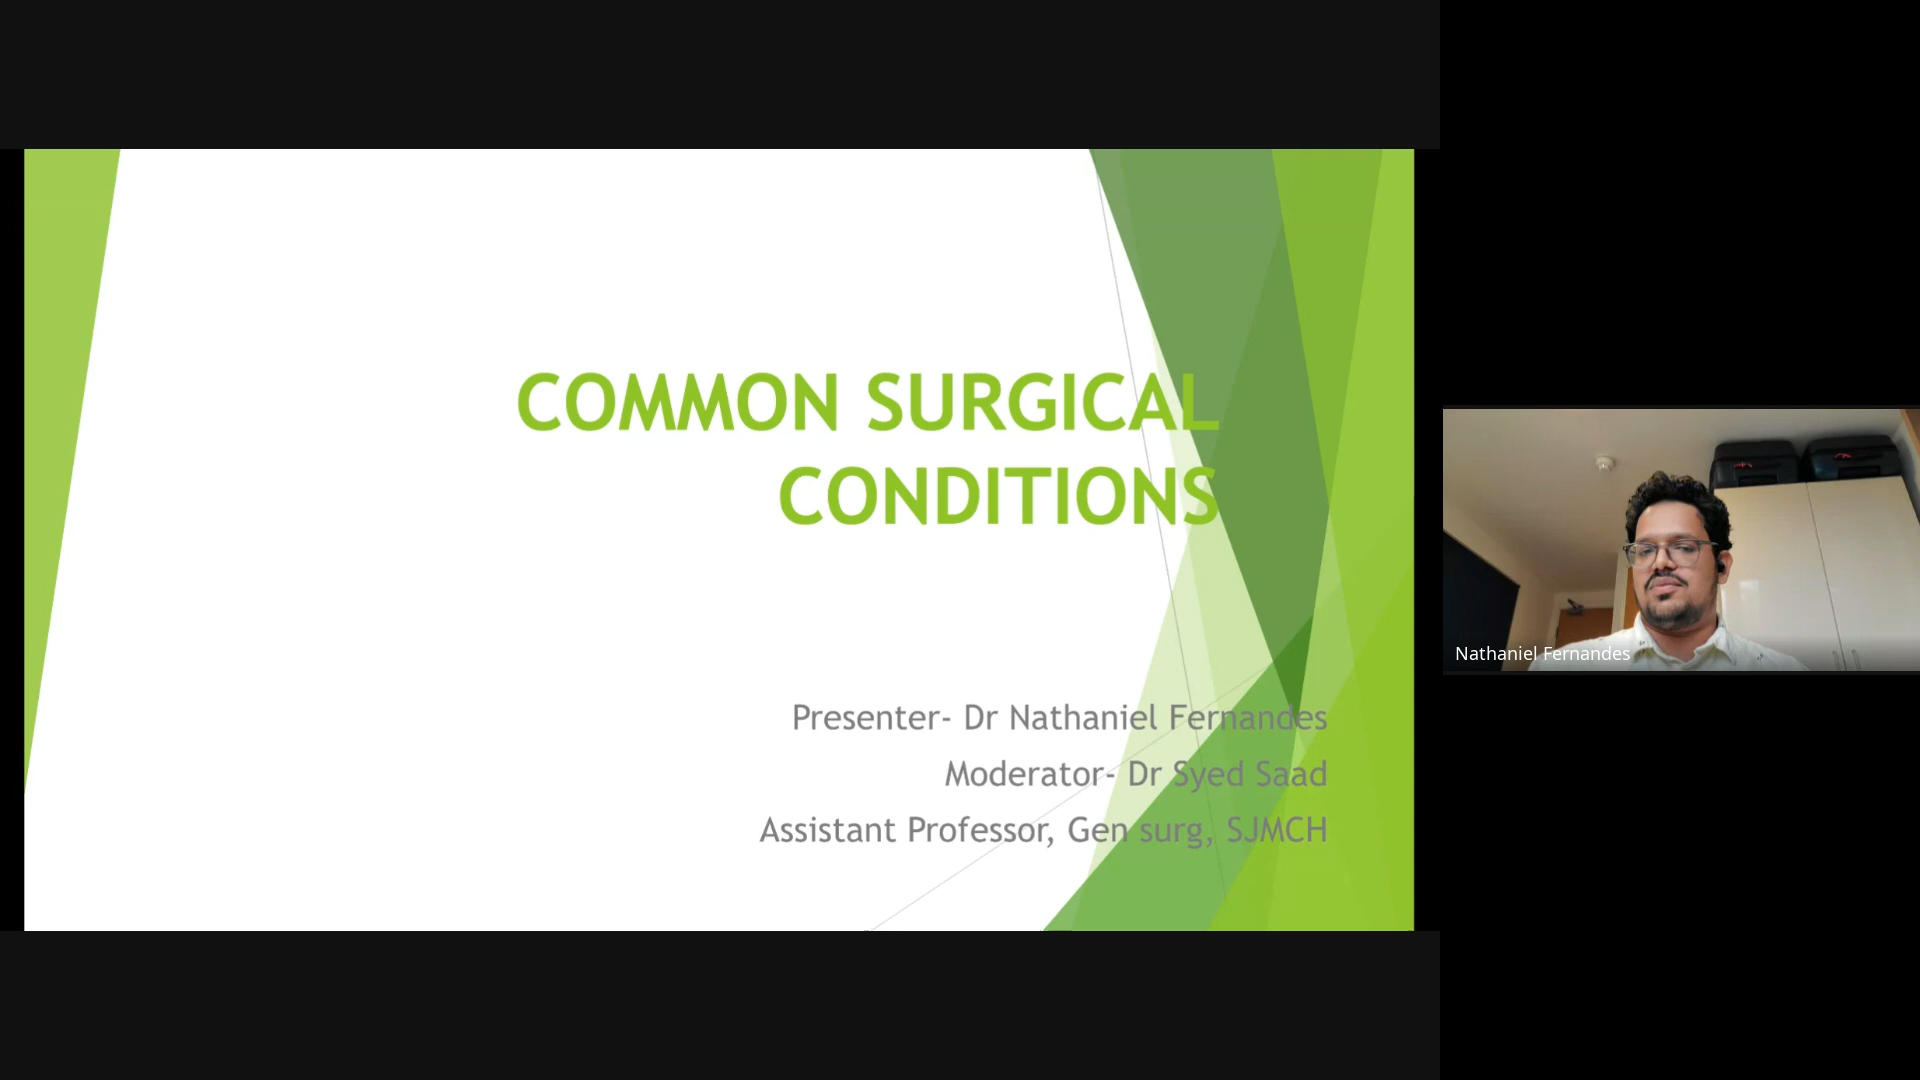 COMMON SURGICAL
CONDITIONS
Presenter- Dr Nathaniel Fernandes
Moderator- Dr Syed Saad
Assistant Professor, Gen surg, SJMCH
Nathaniel Fernandes